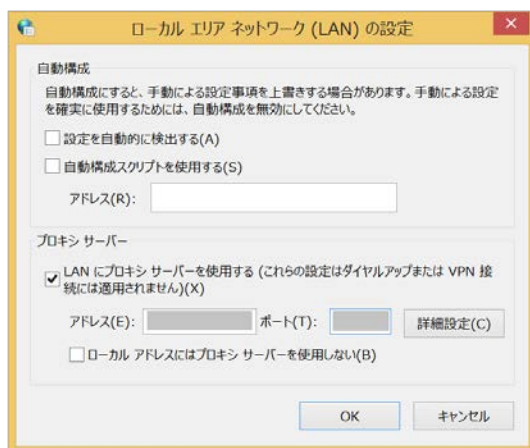 ローカル エリア ネットワーク (LAN) の設定
自動構成
自動構成にすると、手動による設定事項を上書きする場合があります。手動による設定
を確実に使用するためには、自動構成を無効にしてください。
設定を自動的に検出する(A)
自動構成スクリプトを使用する(S)
アドレス(R):
プロキシ サーバー
LAN にプロキシ サーバーを使用する (これらの設定はダイヤルアップまたは VPN 接
続には適用されません)(X)
アドレス(E): ポート(T): 詳細設定(C)
ローカル アドレスにはプロキシ サーバーを使用しない(B)
OK キャンセル